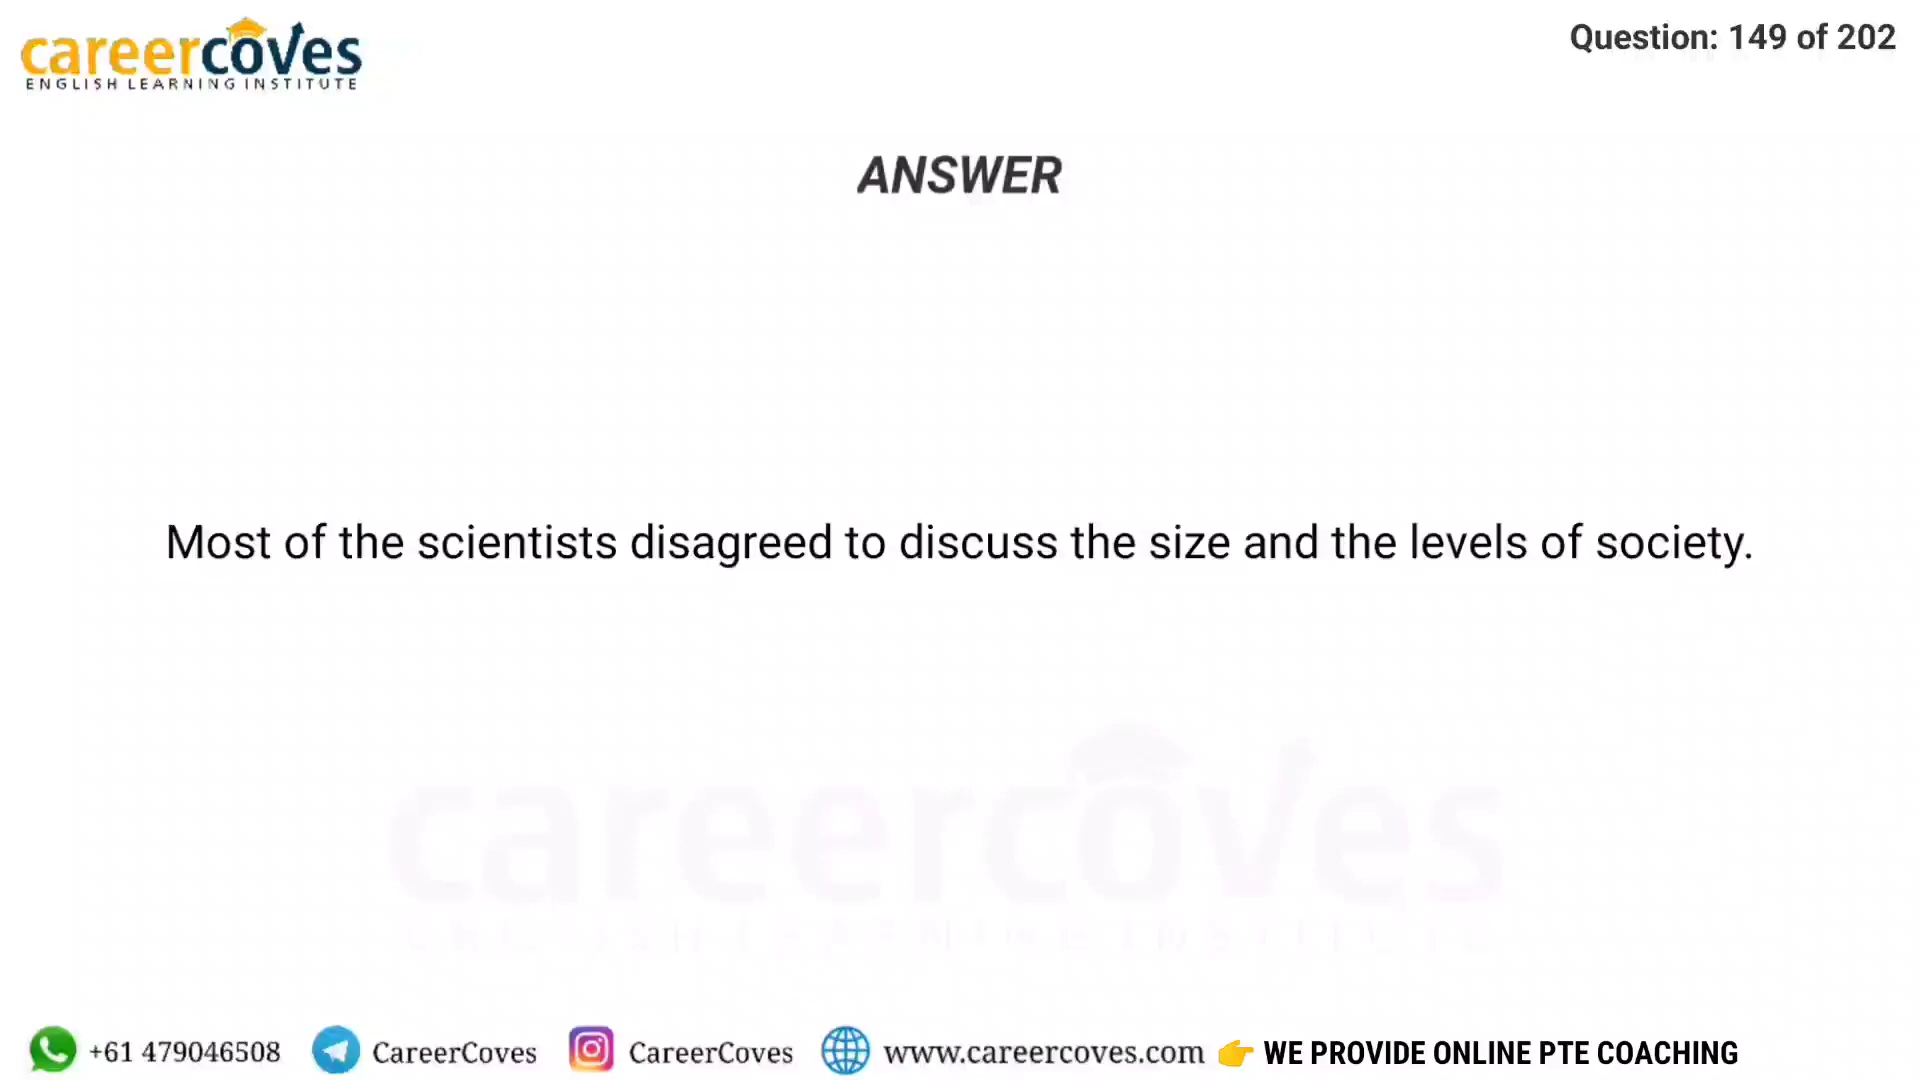 careercoves
ENGLISH LEARNING INSTITUTE
Question: 149 of 202
ANSWER
Most of the scientists disagreed to discuss the size and the levels of society.
careercoves
+61 479046508 CareerCoves CareerCoves www.careercoves.com 👉 WE PROVIDE ONLINE PTE COACHING